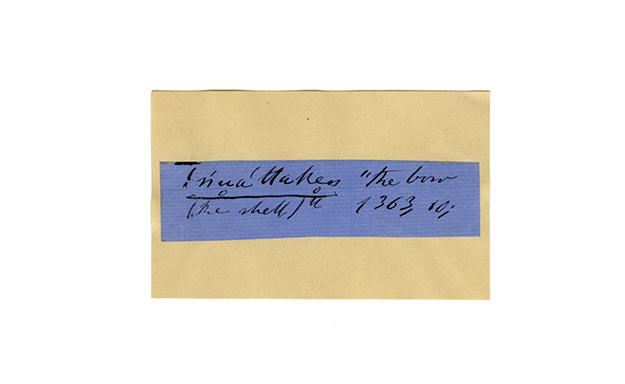 "the bow
(the shell)" 1363, 10;